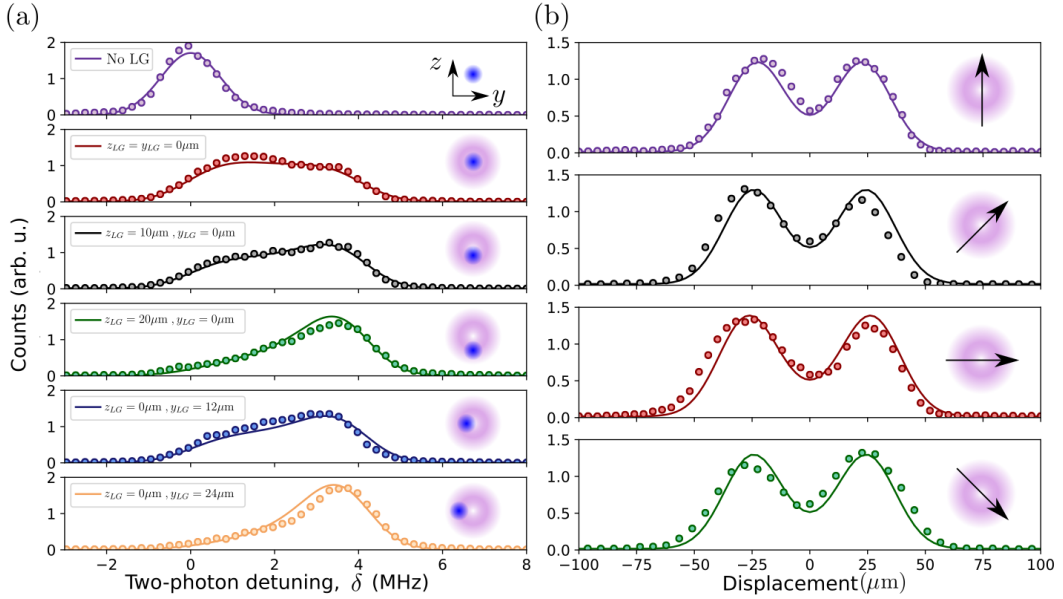 (a)
(b)
Counts (arb. u.)
2
1
0
No LG
z
y
2
1
0
z_LG = y_LG = 0μm
2
1
0
z_LG = 10μm , y_LG = 0μm
2
1
0
z_LG = 20μm , y_LG = 0μm
2
1
0
z_LG = 0μm , y_LG = 12μm
2
1
0
z_LG = 0μm , y_LG = 24μm
−2 0 2 4 6 8
Two-photon detuning, δ (MHz)
1.5
1.0
0.5
0.0
1.5
1.0
0.5
0.0
1.5
1.0
0.5
0.0
1.5
1.0
0.5
0.0
−100 −75 −50 −25 0 25 50 75 100
Displacement(μm)